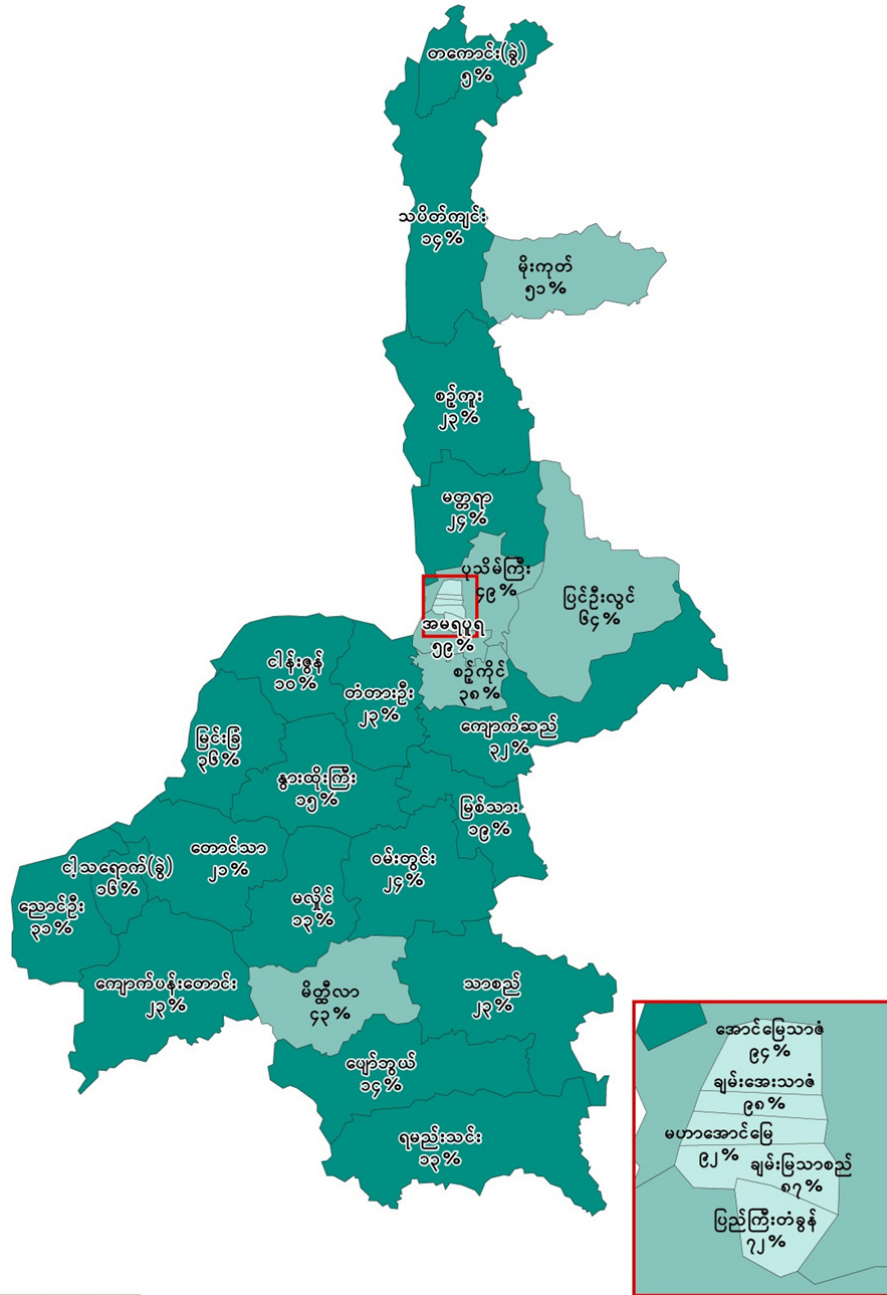 တကောင်း(ခွဲ)
၅%
သပိတ်ကျင်း
၁၄%
မိုးကုတ်
၅၁%
စဉ့်ကူး
၂၃%
မတ္တရာ
၂၄%
ပုသိမ်ကြီး
၄၉%
ပြင်ဦးလွင်
၆၄%
အမရပူရ
၅၉%
စဉ့်ကိုင်
၃၈%
ငါန်းဇွန်
၁၀%
တံတားဦး
၂၃%
ကျောက်ဆည်
၃၂%
မြင်းခြံ
၃၆%
နွားထိုးကြီး
၁၅%
မြစ်သား
၁၉%
တောင်သာ
၂၁%
ဝမ်းတွင်း
၂၄%
ငါ့သရောက်(ခွဲ)
၁၆%
မလှိုင်
၁၃%
ညောင်ဦး
၃၁%
ကျောက်ပန်းတောင်း
၂၃%
မိတ္ထီလာ
၄၃%
သာစည်
၂၃%
ပျော်ဘွယ်
၁၄%
ရမည်းသင်း
၁၃%
အောင်မြေသာဇံ
၉၄%
ချမ်းအေးသာဇံ
၉၈%
မဟာအောင်မြေ
၉၂%
ချမ်းမြသာစည်
၈၇%
ပြည်ကြီးတံခွန်
၇၂%